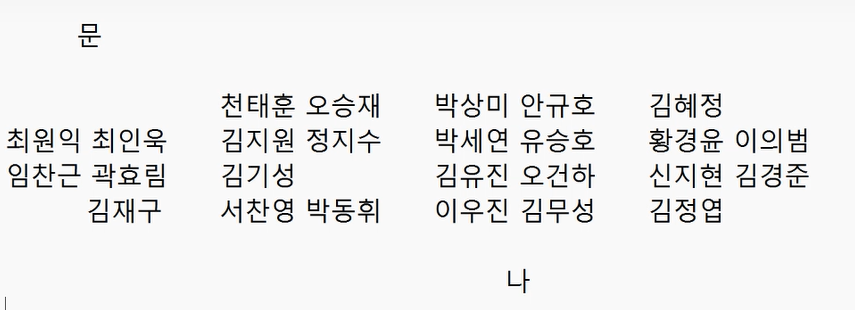 문
천태훈 오승재 박상미 안규호 김혜정
최원익 최인욱 김지원 정지수 박세연 유승호 황경윤 이의범
임찬근 곽효림 김기성 김유진 오건하 신지현 김경준
김재구 서찬영 박동휘 이우진 김무성 김정엽
나